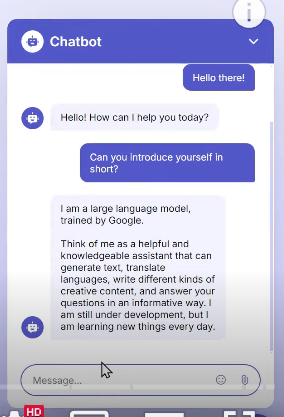 Chatbot
Hello there!
Hello! How can I help you today?
Can you introduce yourself in
short?
I am a large language model,
trained by Google.
Think of me as a helpful and
knowledgeable assistant that can
generate text, translate
languages, write different kinds of
creative content, and answer your
questions in an informative way. I
am still under development, but I
am learning new things every day.
Message...
HD